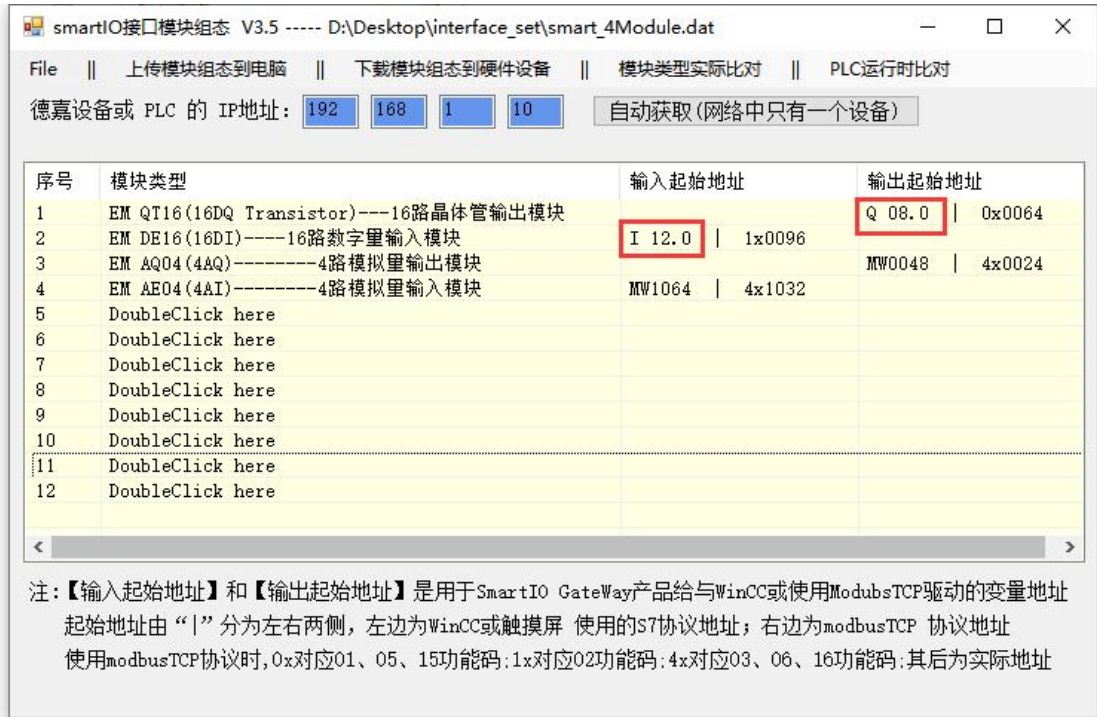 smartIO接口模块组态 V3.5 ----- D:\Desktop\interface_set\smart_4Module.dat
File || 上传模块组态到电脑 || 下载模块组态到硬件设备 || 模块类型实际比对 || PLC运行时比对
德嘉设备或 PLC 的 IP地址: 192 168 1 10 自动获取(网络中只有一个设备)
序号 模块类型 输入起始地址 输出起始地址
1 EM QT16(16DQ Transistor)---16路晶体管输出模块 Q 08.0 | 0x0064
2 EM DE16(16DI)----16路数字量输入模块 I 12.0 | 1x0096
3 EM AQ04(4AQ)--------4路模拟量输出模块 MW0048 | 4x0024
4 EM AE04(4AI)--------4路模拟量输入模块 MW1064 | 4x1032
5 DoubleClick here
6 DoubleClick here
7 DoubleClick here
8 DoubleClick here
9 DoubleClick here
10 DoubleClick here
11 DoubleClick here
12 DoubleClick here
注:【输入起始地址】和【输出起始地址】是用于SmartIO GateWay产品给与WinCC或使用ModubsTCP驱动的变量地址
起始地址由“|”分为左右两侧，左边为WinCC或触摸屏 使用的S7协议地址；右边为modbusTCP 协议地址
使用modbusTCP协议时,0x对应01、05、15功能码;1x对应02功能码;4x对应03、06、16功能码;其后为实际地址